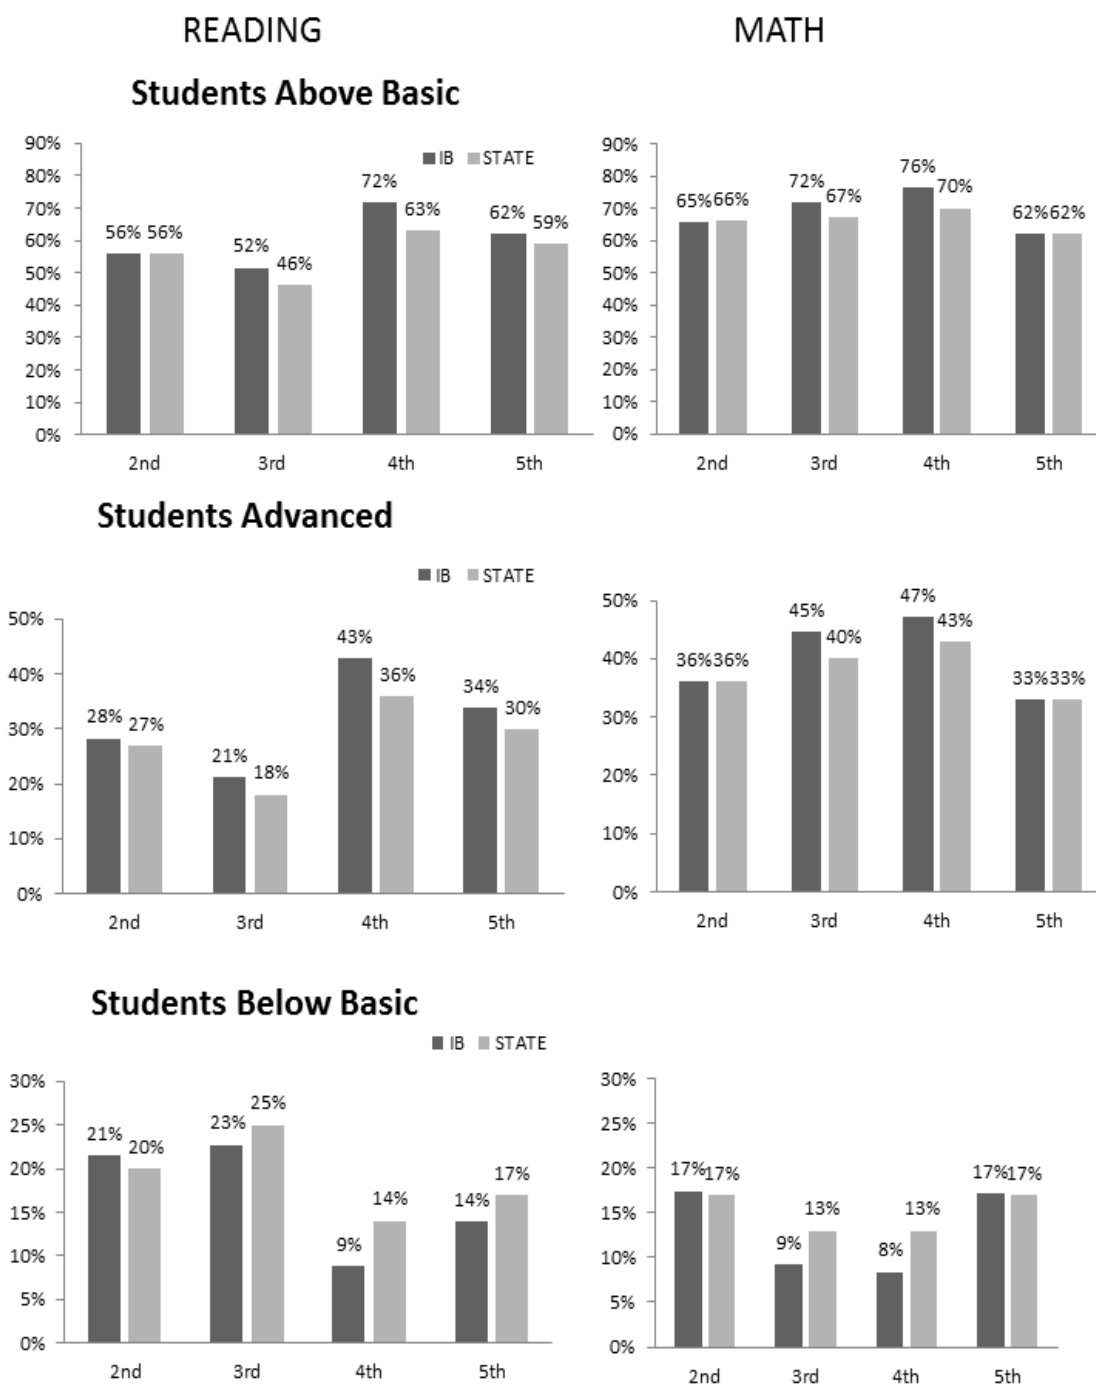 READING MATH
Students Above Basic
IB STATE
90%
80%
70%
60%
50%
40%
30%
20%
10%
0%
56% 56% 52% 46% 72% 63% 62% 59%
2nd 3rd 4th 5th
90%
80%
70%
60%
50%
40%
30%
20%
10%
0%
65% 66% 72% 67% 76% 70% 62% 62%
2nd 3rd 4th 5th
Students Advanced
IB STATE
50%
40%
30%
20%
10%
0%
28% 27% 21% 18% 43% 36% 34% 30%
2nd 3rd 4th 5th
50%
40%
30%
20%
10%
0%
36% 36% 45% 40% 47% 43% 33% 33%
2nd 3rd 4th 5th
Students Below Basic
IB STATE
30%
25%
20%
15%
10%
5%
0%
21% 20% 23% 25% 9% 14% 14% 17%
2nd 3rd 4th 5th
30%
25%
20%
15%
10%
5%
0%
17% 17% 9% 13% 8% 13% 17% 17%
2nd 3rd 4th 5th